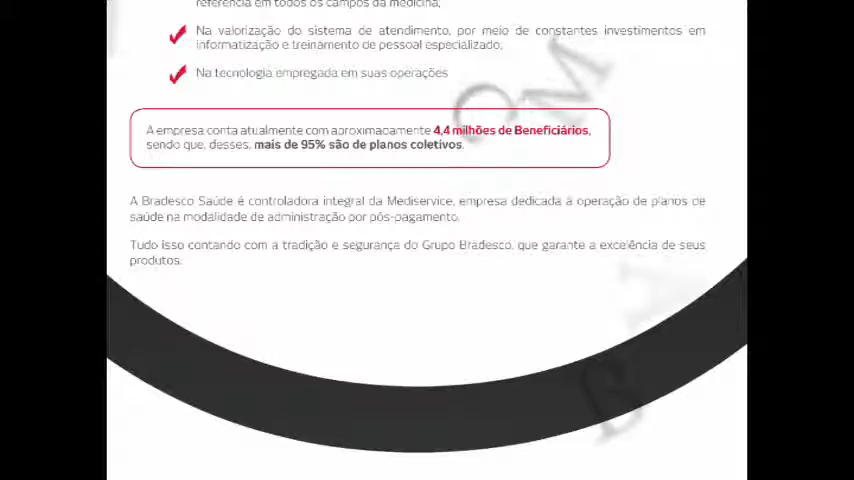 referência em todos os campos da medicina;
Na valorização do sistema de atendimento, por meio de constantes investimentos em
informatização e treinamento de pessoal especializado;
Na tecnologia empregada em suas operações
A empresa conta atualmente com aproximadamente 4,4 milhões de Beneficiários,
sendo que, desses, mais de 95% são de planos coletivos.
A Bradesco Saúde é controladora integral da Mediservice, empresa dedicada à operação de planos de
saúde na modalidade de administração por pós-pagamento.
Tudo isso contando com a tradição e segurança do Grupo Bradesco, que garante a excelência de seus
produtos.